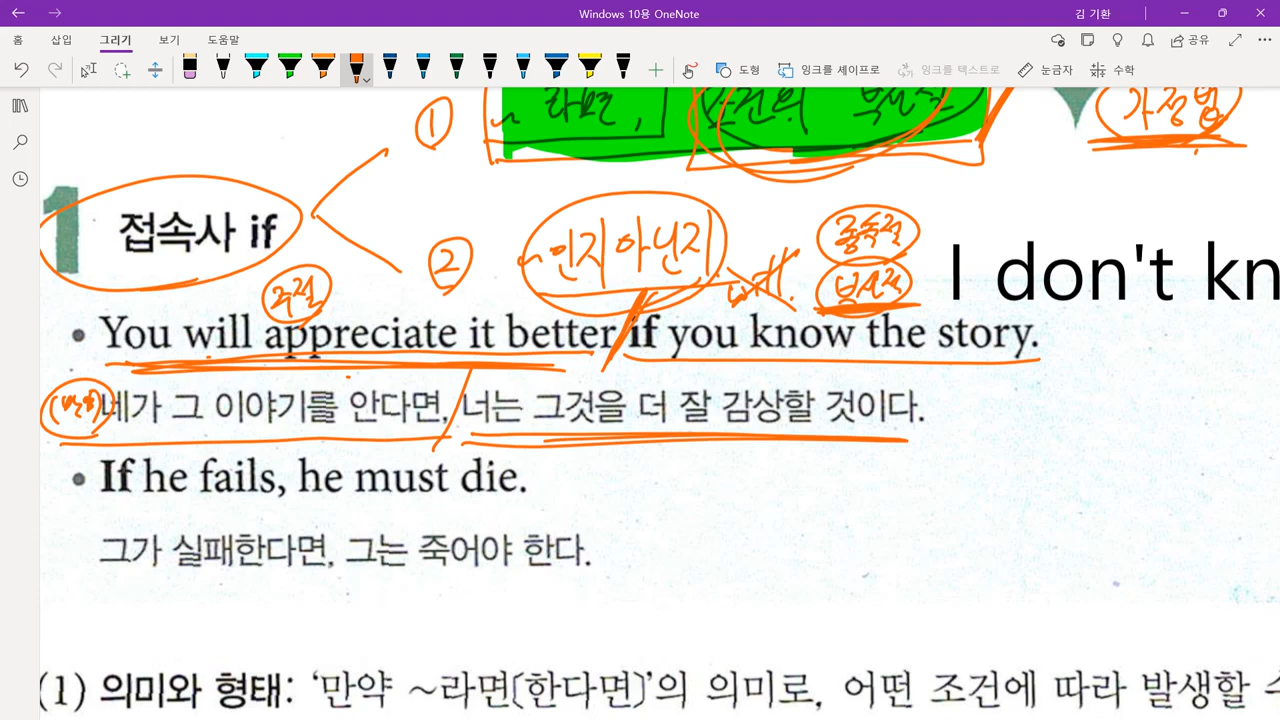 Windows 10용 OneNote
김 기환
홈 삽입 그리기 보기 도움말
공유
도형 잉크를 셰이프로 잉크를 텍스트로 눈금자 수학
① ~라면, 조건의 부사절 가정법
1 접속사 if
② ~인지 아닌지 종속절
주절 부사절
I don't kn
• You will appreciate it better if you know the story.
(만약) 네가 그 이야기를 안다면, 너는 그것을 더 잘 감상할 것이다.
• If he fails, he must die.
그가 실패한다면, 그는 죽어야 한다.
(1) 의미와 형태: ‘만약 ~라면[한다면]’의 의미로, 어떤 조건에 따라 발생할